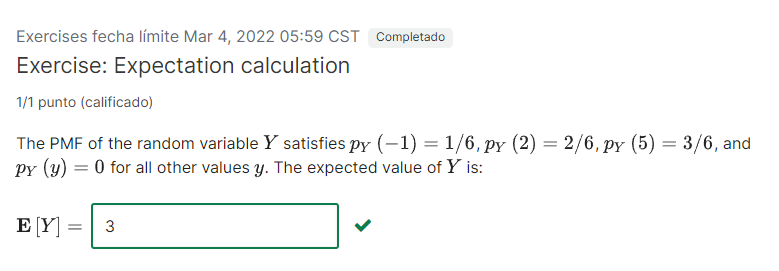 Exercises fecha límite Mar 4, 2022 05:59 CST Completado
Exercise: Expectation calculation
1/1 punto (calificado)
The PMF of the random variable Y satisfies p_Y (−1) = 1/6, p_Y (2) = 2/6, p_Y (5) = 3/6, and
p_Y (y) = 0 for all other values y. The expected value of Y is:
E [Y] = 3 ✔